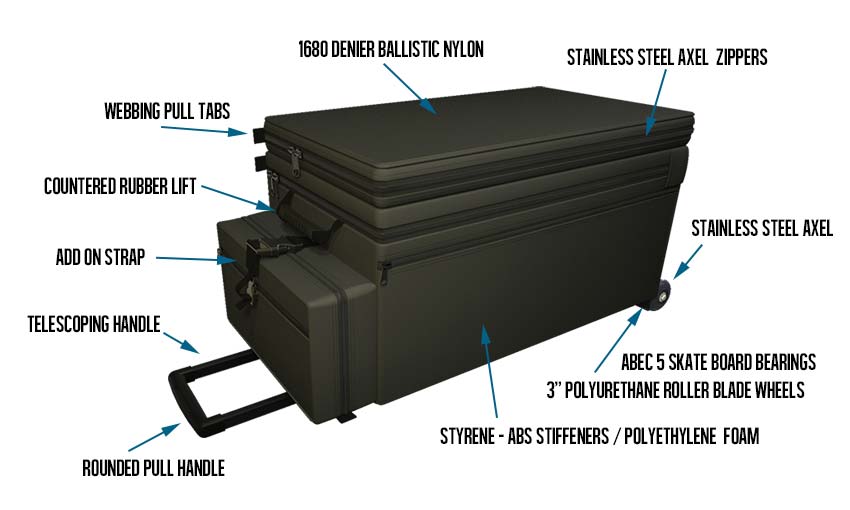 1680 DENIER BALLISTIC NYLON
STAINLESS STEEL AXEL ZIPPERS
WEBBING PULL TABS
COUNTERED RUBBER LIFT
STAINLESS STEEL AXEL
ADD ON STRAP
TELESCOPING HANDLE
ABEC 5 SKATE BOARD BEARINGS
3” POLYURETHANE ROLLER BLADE WHEELS
STYRENE - ABS STIFFENERS / POLYETHYLENE FOAM
ROUNDED PULL HANDLE